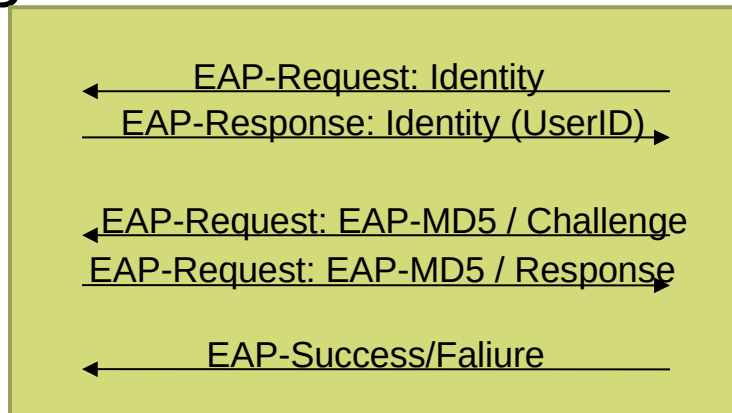 EAP-Request: Identity
EAP-Response: Identity (UserID)
EAP-Request: EAP-MD5 / Challenge
EAP-Request: EAP-MD5 / Response
EAP-Success/Faliure